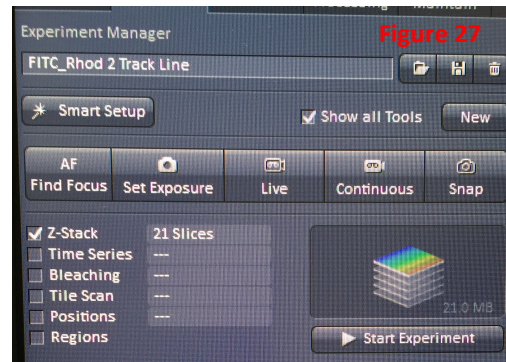 Maintain
Experiment Manager
Figure 27
FITC_Rhod 2 Track Line
Smart Setup
Show all Tools
New
AF
Find Focus
Set Exposure
Live
Continuous
Snap
Z-Stack 21 Slices
Time Series ---
Bleaching ---
Tile Scan ---
Positions ---
Regions
21.0 MB
Start Experiment